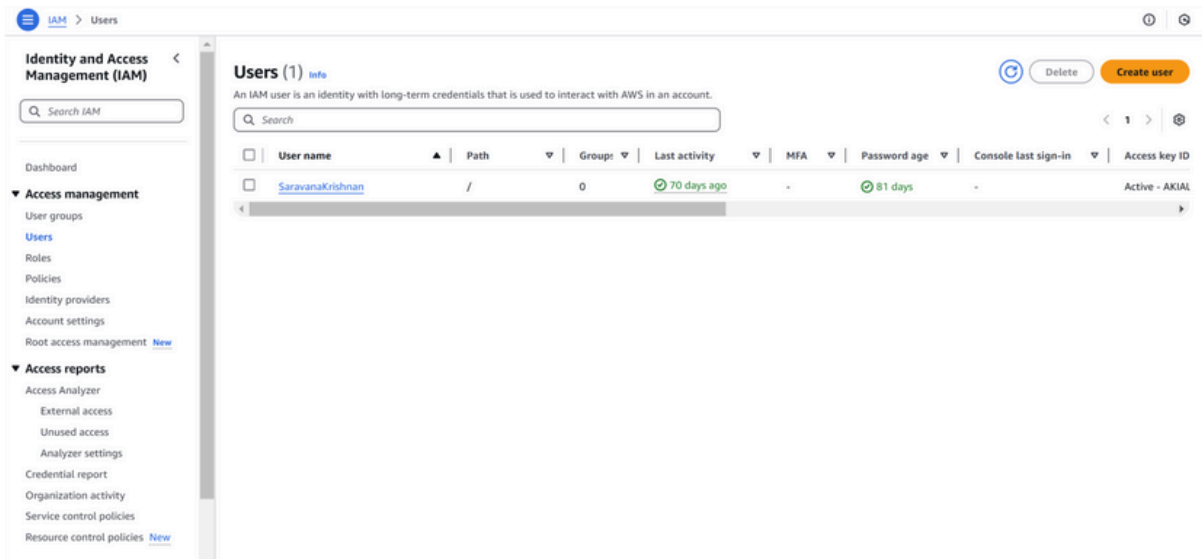 IAM > Users
Identity and Access
Management (IAM)
Search IAM
Dashboard
Access management
User groups
Users
Roles
Policies
Identity providers
Account settings
Root access management New
Access reports
Access Analyzer
External access
Unused access
Analyzer settings
Credential report
Organization activity
Service control policies
Resource control policies New
Users (1) Info
Delete
Create user
An IAM user is an identity with long-term credentials that is used to interact with AWS in an account.
Search
1
User name Path Groups Last activity MFA Password age Console last sign-in Access key ID
SaravanaKrishnan / 0 70 days ago - 81 days - Active - AKIAL